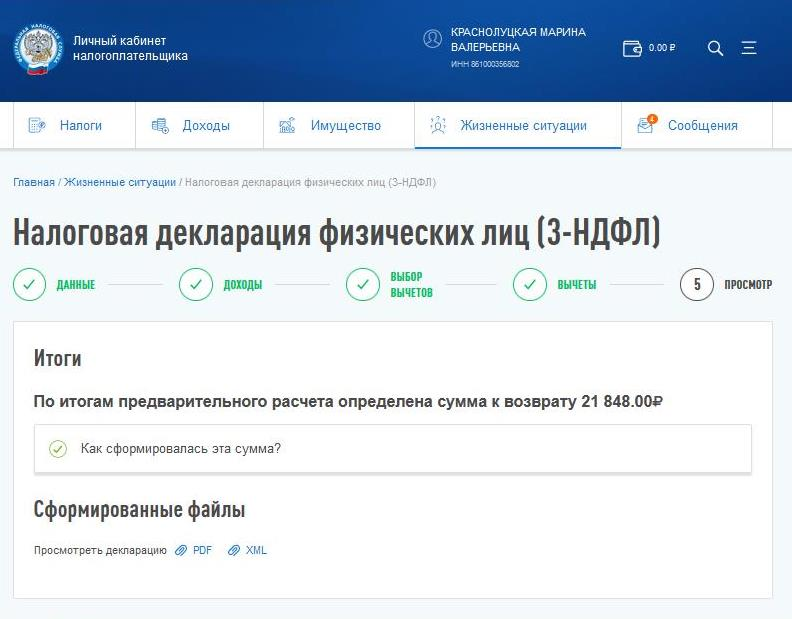 Личный кабинет
налогоплательщика
КРАСНОЛУЦКАЯ МАРИНА
ВАЛЕРЬЕВНА
ИНН 861000356802
0.00 ₽
Налоги
Доходы
Имущество
Жизненные ситуации
4
Сообщения
Главная / Жизненные ситуации / Налоговая декларация физических лиц (3-НДФЛ)
Налоговая декларация физических лиц (3-НДФЛ)
ДАННЫЕ
ДОХОДЫ
ВЫБОР
ВЫЧЕТОВ
ВЫЧЕТЫ
5
ПРОСМОТР
Итоги
По итогам предварительного расчета определена сумма к возврату 21 848.00₽
Как сформировалась эта сумма?
Сформированные файлы
Просмотреть декларацию PDF XML